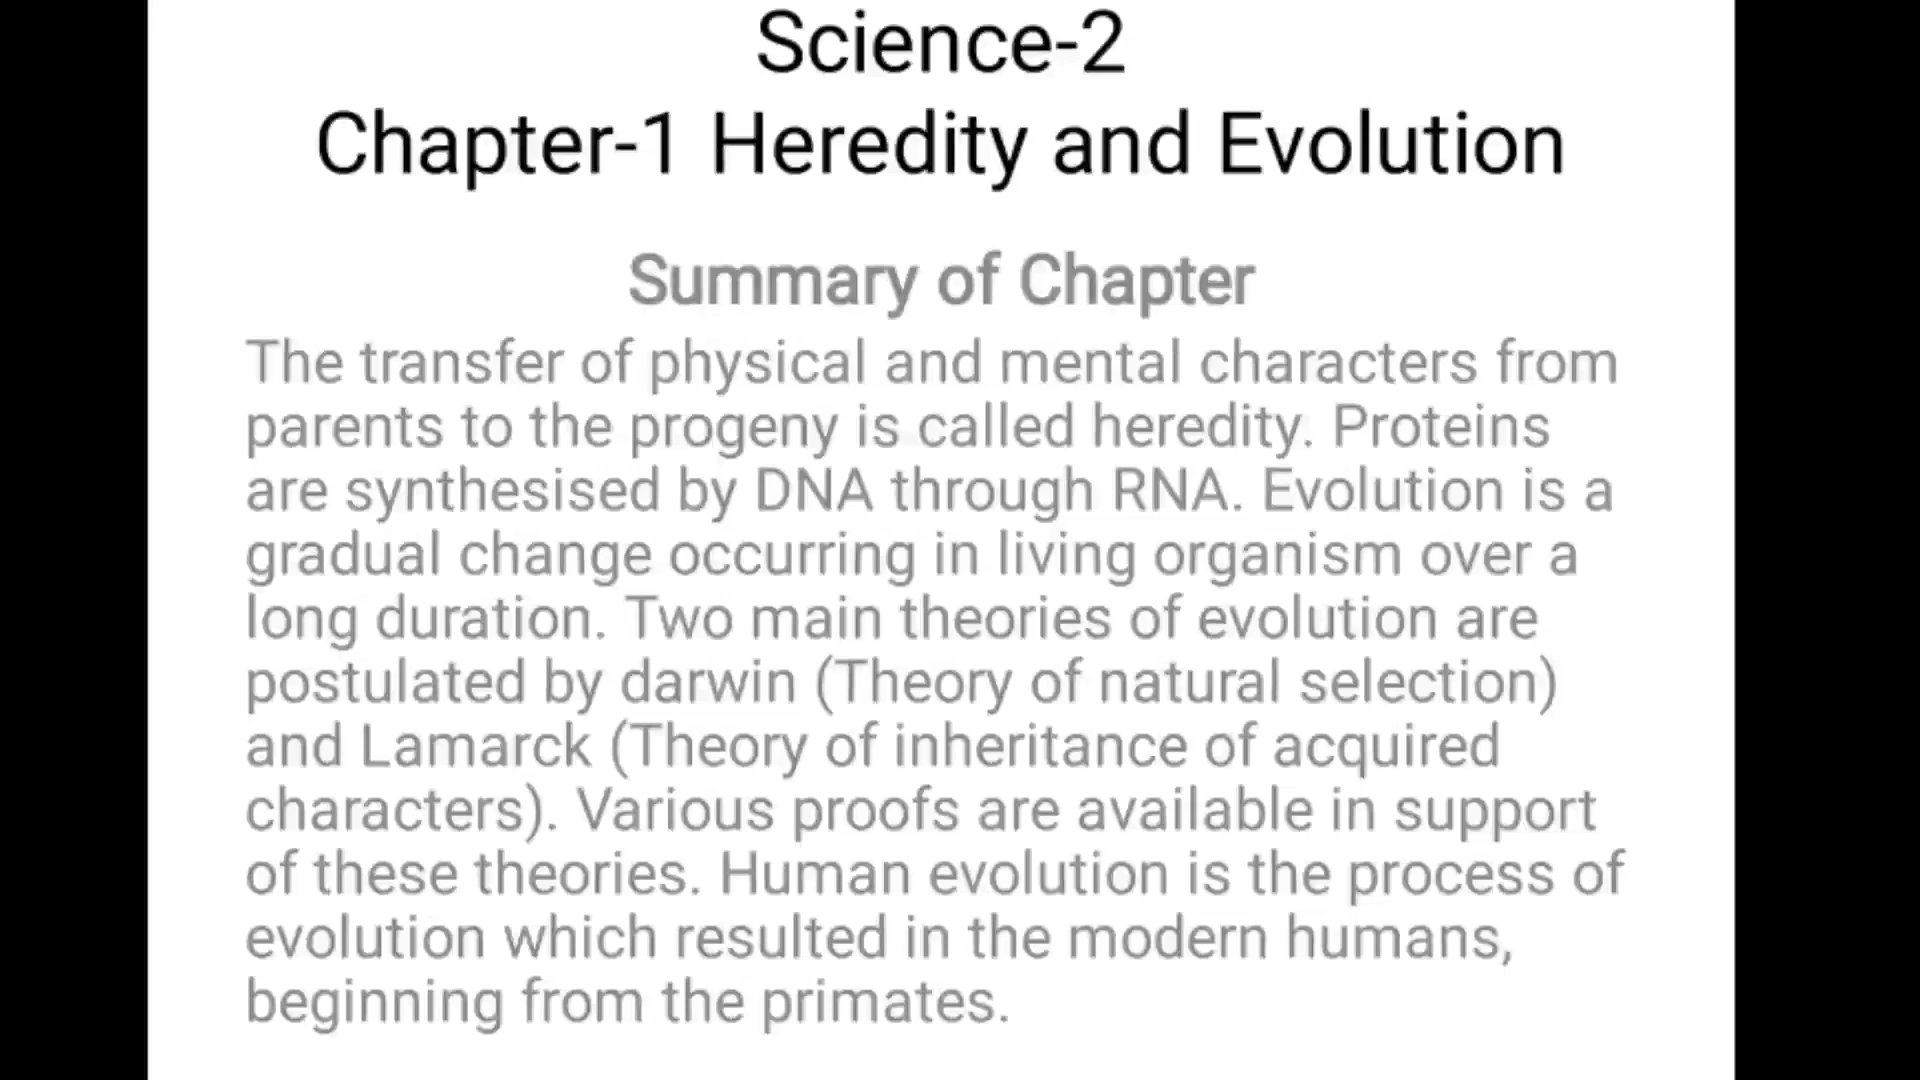 Science-2
Chapter-1 Heredity and Evolution
Summary of Chapter
The transfer of physical and mental characters from
parents to the progeny is called heredity. Proteins
are synthesised by DNA through RNA. Evolution is a
gradual change occurring in living organism over a
long duration. Two main theories of evolution are
postulated by darwin (Theory of natural selection)
and Lamarck (Theory of inheritance of acquired
characters). Various proofs are available in support
of these theories. Human evolution is the process of
evolution which resulted in the modern humans,
beginning from the primates.